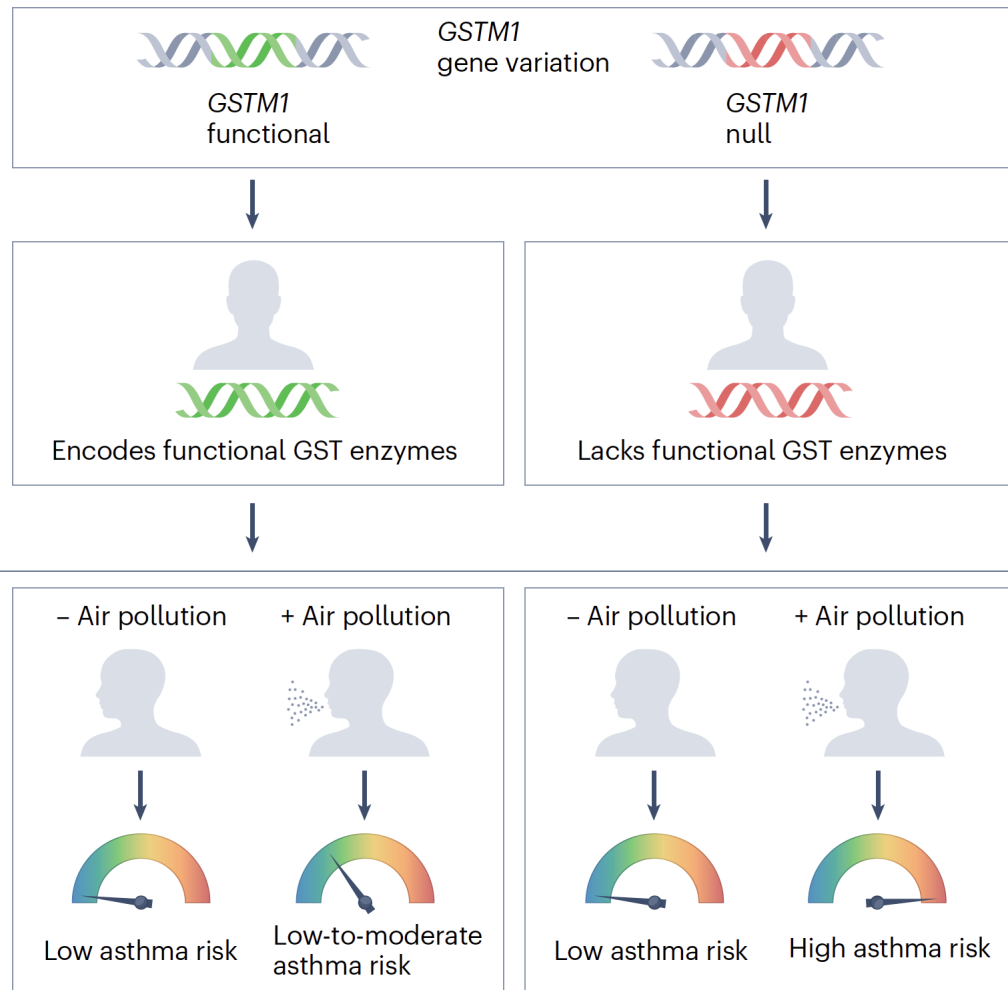 GSTM1
gene variation
GSTM1
functional
GSTM1
null
Encodes functional GST enzymes
Lacks functional GST enzymes
– Air pollution
+ Air pollution
– Air pollution
+ Air pollution
Low asthma risk
Low-to-moderate
asthma risk
Low asthma risk
High asthma risk